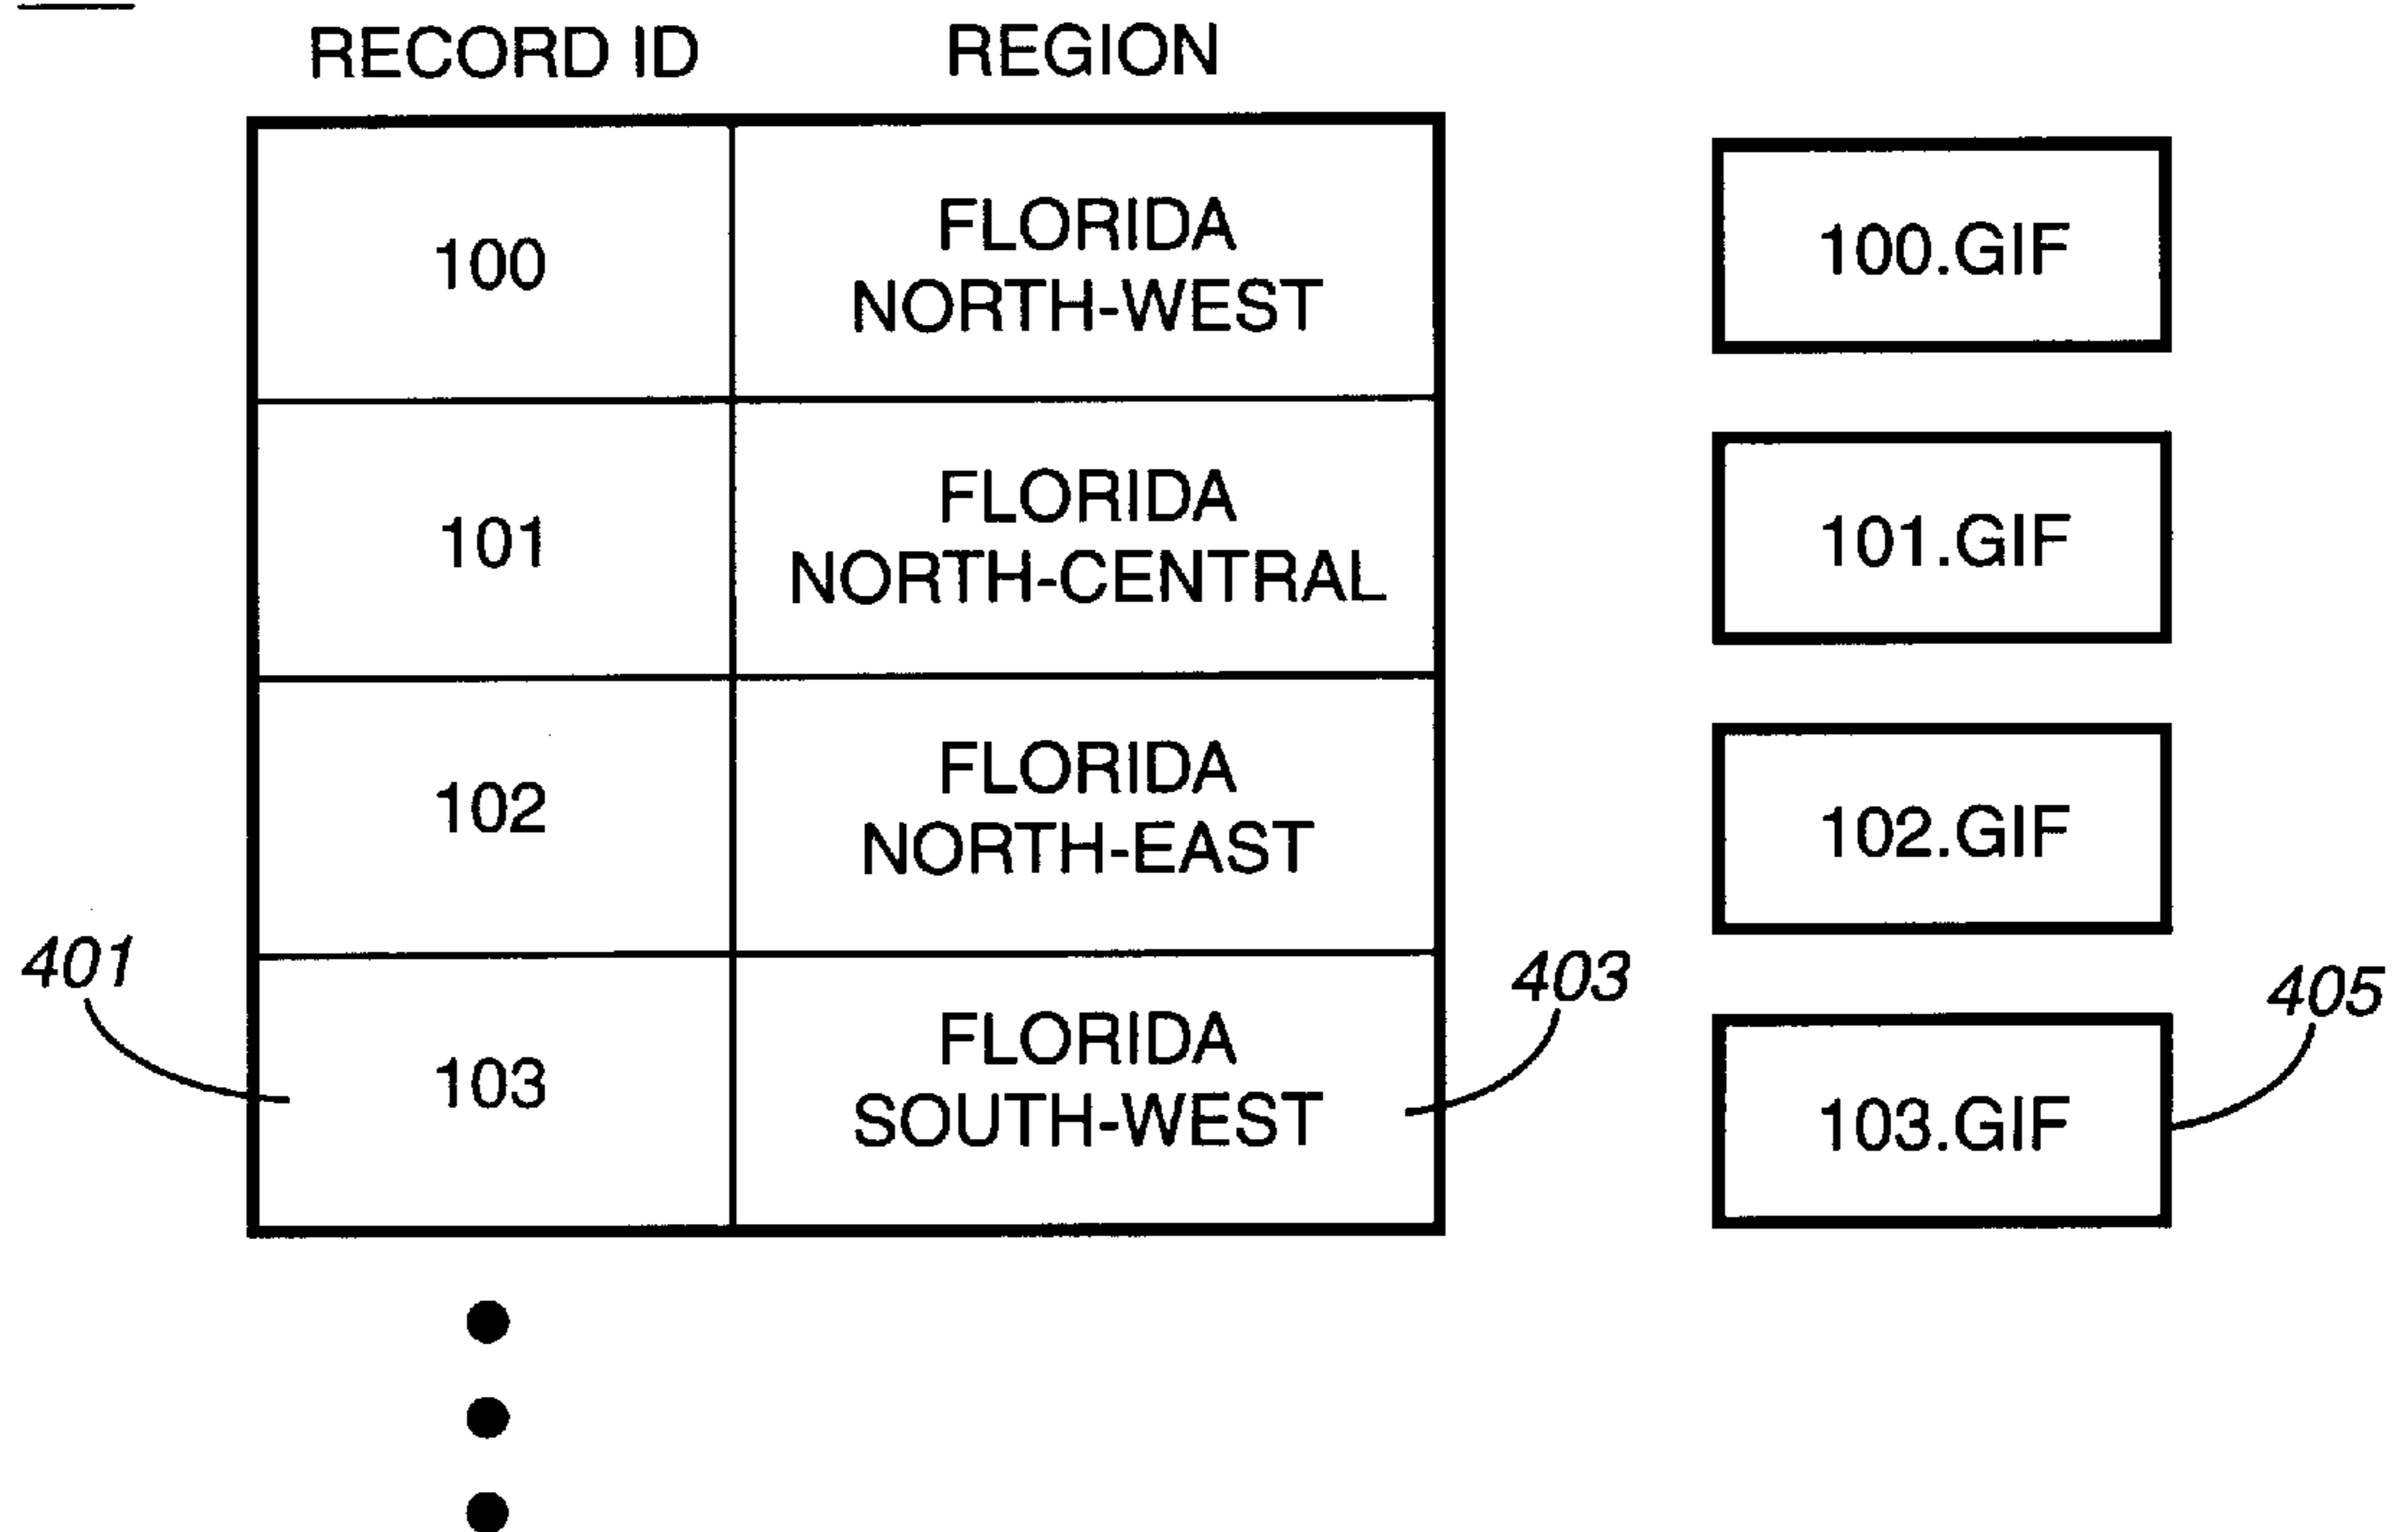 RECORD ID REGION
100 FLORIDA NORTH-WEST 100.GIF
101 FLORIDA NORTH-CENTRAL 101.GIF
102 FLORIDA NORTH-EAST 102.GIF
401 103 FLORIDA SOUTH-WEST 403 103.GIF 405